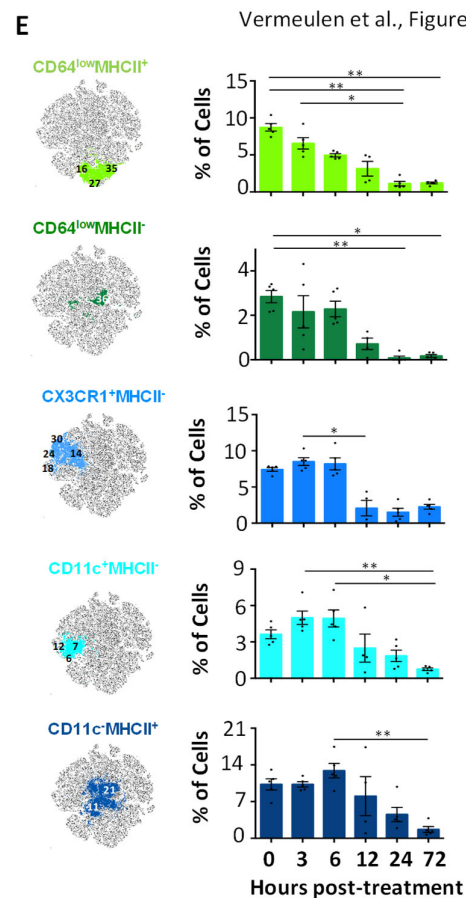 E
Vermeulen et al., Figure
CD64lowMHCII+
16 35
27
% of Cells
15
10
5
0
**
**
*
CD64lowMHCII-
36
% of Cells
4
2
0
*
**
CX3CR1+MHCII-
30
24 14
18
% of Cells
15
10
5
0
*
CD11c+MHCII-
12 7
6
% of Cells
9
6
3
0
**
*
CD11c-MHCII+
21
11
% of Cells
21
14
7
0
**
0 3 6 12 24 72
Hours post-treatment